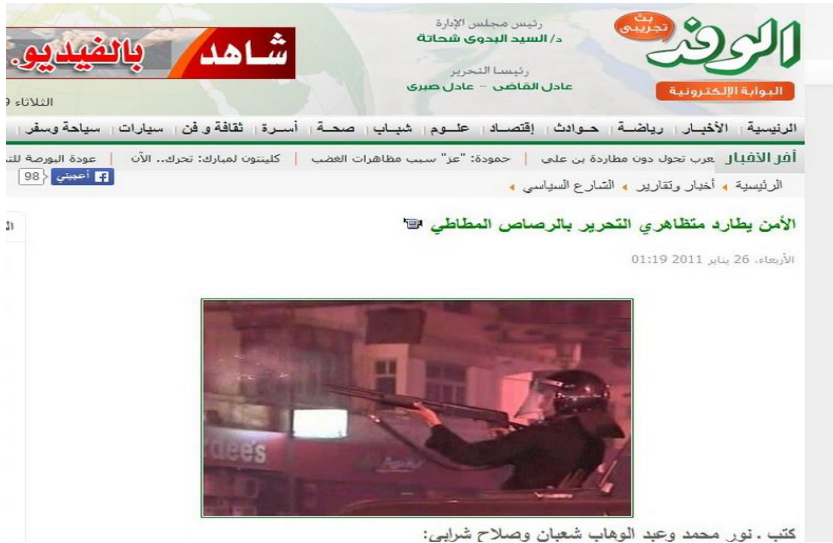 الوفد
بث تجريبي
البوابة الإلكترونية
رئيس مجلس الإدارة
د/ السيد البدوى شحاتة
رئيسا التحرير
عادل القاضى - عادل صبرى
شاهد بالفيديو.
الثلاثاء
الرئيسية | الأخبار | رياضة | حوادث | إقتصاد | علوم | شباب | صحة | أسرة | ثقافة و فن | سيارات | سياحة وسفر
أخر الأخبار عرب تحول دون مطاردة بن على | حمودة: "عز" سبب مظاهرات الغضب | كلينتون لمبارك: تحرك.. الآن | عودة البورصة
الرئيسية أخبار وتقارير الشارع السياسي
أعجبني 98
الأمن يطارد متظاهري التحرير بالرصاص المطاطي
الأربعاء، 26 يناير 2011 01:19
dee's
كتب . نور محمد وعبد الوهاب شعبان وصلاح شرابي: